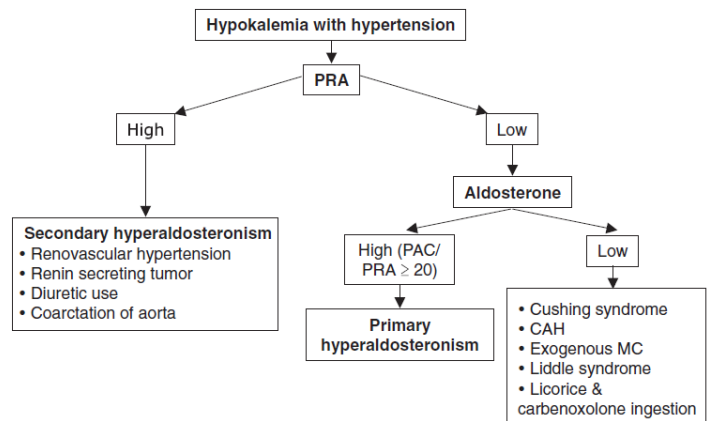 Hypokalemia with hypertension
PRA
High
Low
Secondary hyperaldosteronism
• Renovascular hypertension
• Renin secreting tumor
• Diuretic use
• Coarctation of aorta
Aldosterone
High (PAC/
PRA ≥ 20)
Low
Primary
hyperaldosteronism
• Cushing syndrome
• CAH
• Exogenous MC
• Liddle syndrome
• Licorice &
carbenoxolone ingestion